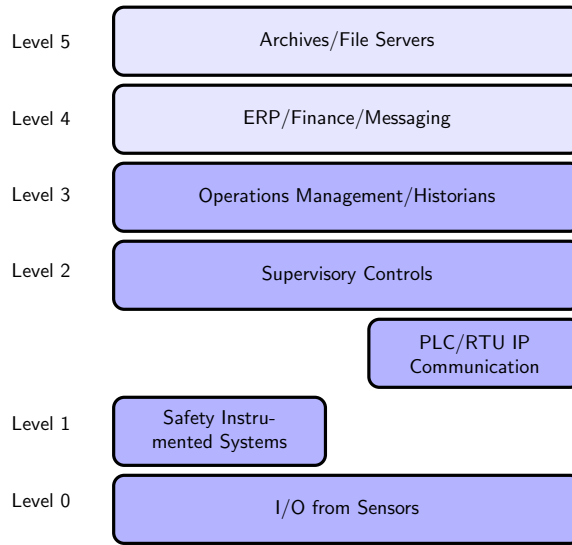 Level 5
Archives/File Servers
Level 4
ERP/Finance/Messaging
Level 3
Operations Management/Historians
Level 2
Supervisory Controls
PLC/RTU IP
Communication
Level 1
Safety Instru-
mented Systems
Level 0
I/O from Sensors